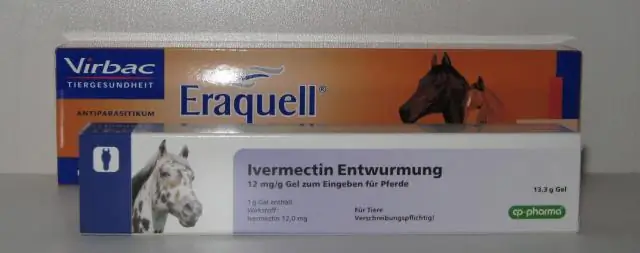 Virbac
TIERGESUNDHEIT
ANTIPARASITIKUM
Eraquell®
Ivermectin Entwurmung
12 mg/g Gel zum Eingeben für Pferde
13,3 g Gel
1 g Gel enthält
Wirkstoff:
Ivermectin 12,0 mg
Für Tiere
Verschreibungspflichtig!
cp-pharma